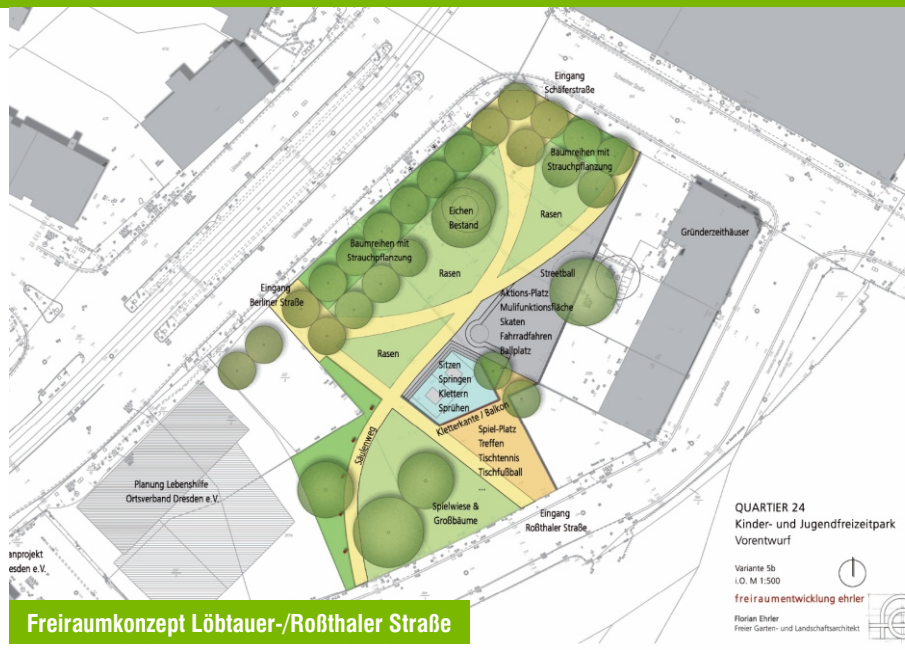 Eingang
Schäferstraße
Baumreihen mit
Strauchpflanzung
Eichen
Bestand
Rasen
Gründerzeithäuser
Baumreihen mit
Strauchpflanzung
Rasen
Streetball
Eingang
Berliner Straße
Aktions-Platz
Mulifunktionsfläche
Skaten
Fahrradfahren
Ballplatz
Rasen
Sitzen
Springen
Klettern
Sprühen
Kletterkante / Balkon
Säulenweg
Spiel-Platz
Treffen
Tischtennis
Tischfußball
Planung Lebenshilfe
Ortsverband Dresden e.V.
Spielwiese &
Großbäume
Eingang
Roßthaler Straße
anprojekt
esden e.V.
QUARTIER 24
Kinder- und Jugendfreizeitpark
Vorentwurf
Variante 5b
i.O. M 1:500
freiraumentwicklung ehrler
Florian Ehrler
Freier Garten- und Landschaftsarchitekt
Freiraumkonzept Löbtauer-/Roßthaler Straße